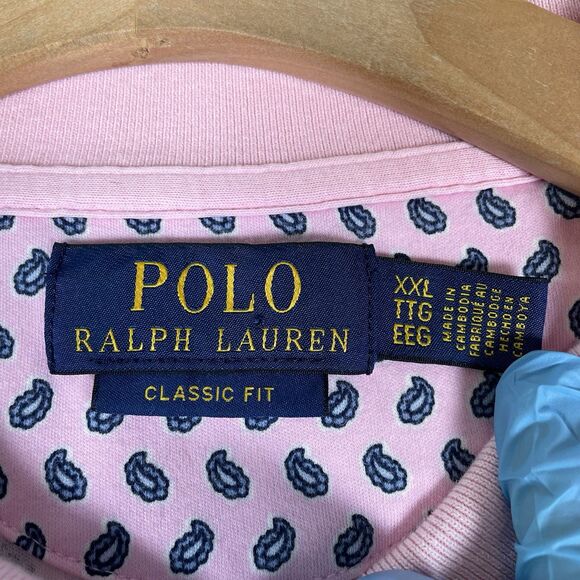 POLO
RALPH LAUREN
CLASSIC FIT
XXL
TTG
EEG
MADE IN
CAMBODIA
FABRIQUÉ AU
CAMBODGE
HECHO EN
CAMBOYA